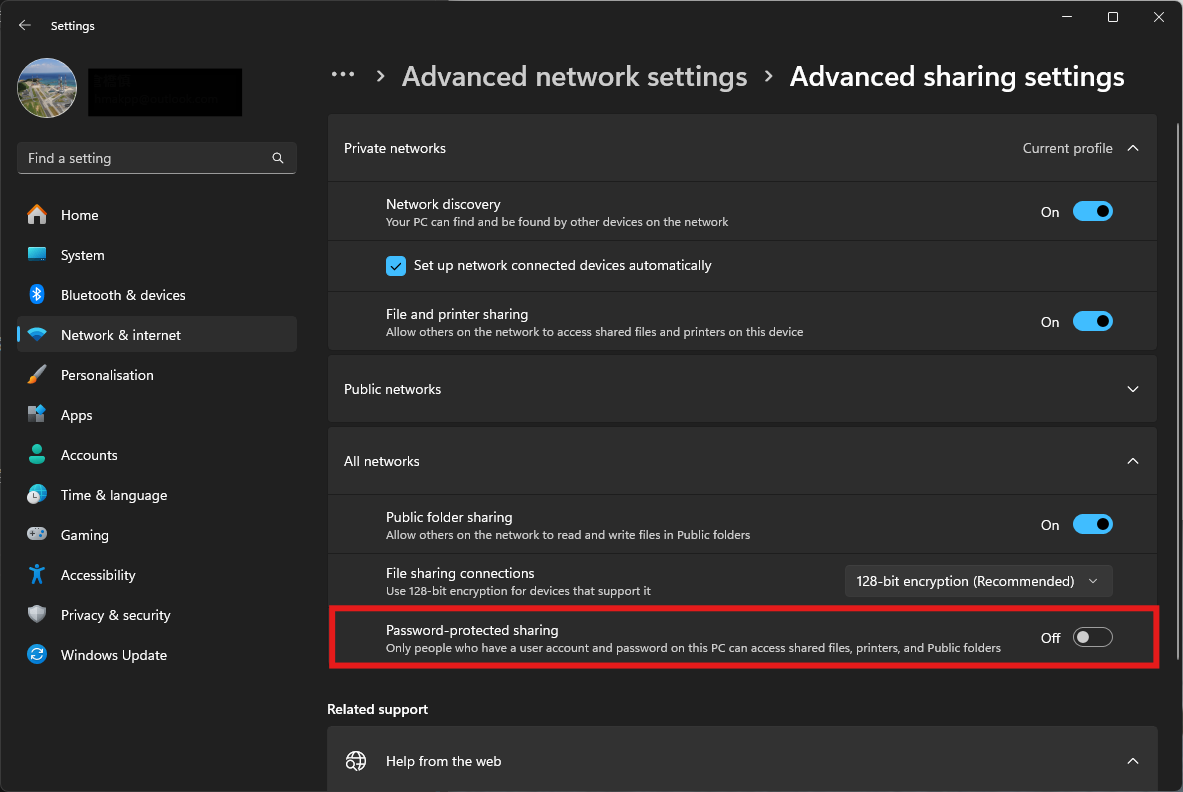 Settings
Find a setting
Home
System
Bluetooth & devices
Network & internet
Personalisation
Apps
Accounts
Time & language
Gaming
Accessibility
Privacy & security
Windows Update
Advanced network settings > Advanced sharing settings
Private networks Current profile
Network discovery
Your PC can find and be found by other devices on the network
On
Set up network connected devices automatically
File and printer sharing
Allow others on the network to access shared files and printers on this device
On
Public networks
All networks
Public folder sharing
Allow others on the network to read and write files in Public folders
On
File sharing connections
Use 128-bit encryption for devices that support it
128-bit encryption (Recommended)
Password-protected sharing
Only people who have a user account and password on this PC can access shared files, printers, and Public folders
Off
Related support
Help from the web